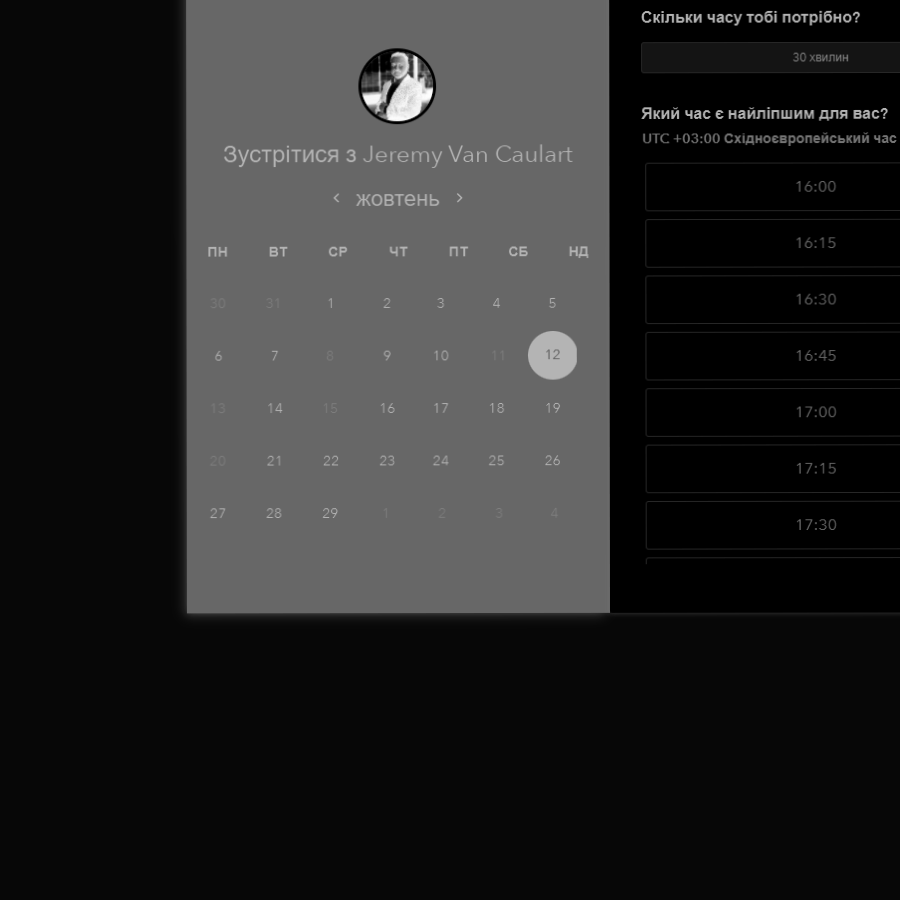 Зустрітися з Jeremy Van Caulart
жовтень
ПН ВТ СР ЧТ ПТ СБ НД
30 31 1 2 3 4 5
6 7 8 9 10 11 12
13 14 15 16 17 18 19
20 21 22 23 24 25 26
27 28 29 1 2 3 4
Скільки часу тобі потрібно?
30 хвилин
Який час є найліпшим для вас?
UTC +03:00 Східноєвропейський час
16:00
16:15
16:30
16:45
17:00
17:15
17:30